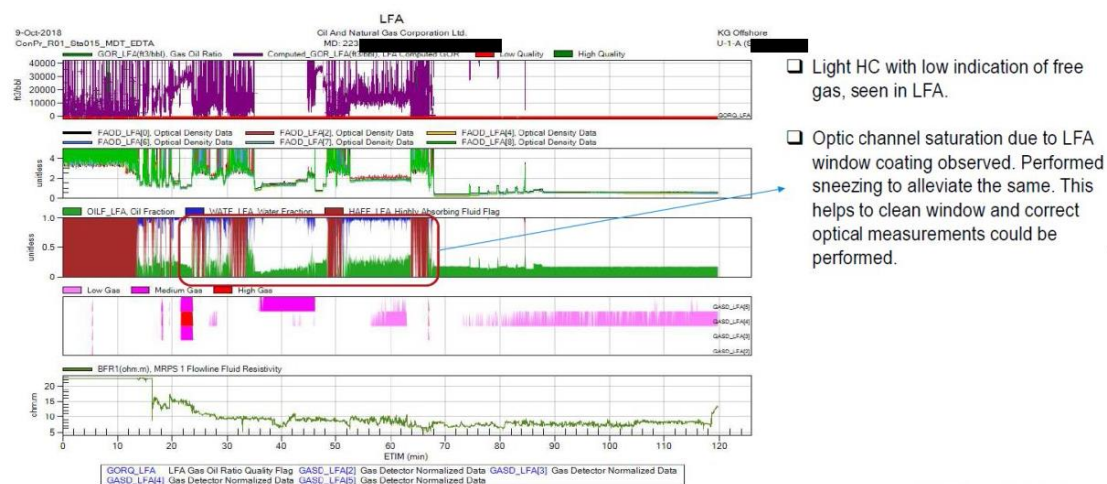 LFA
9-Oct-2018
Oil And Natural Gas Corporation Ltd.
KG Offshore
ConPr_R01_Sta015_MDT_EDTA
MD: 223
U-1-A (S
GOR_LFA(ft3/bbl), Gas Oil Ratio Computed_GOR_LFA(ft3/bbl), LFA Computed GOR Low Quality High Quality
40000
30000
20000
10000
0
ft3/bbl
GORQ_LFA
FAOD_LFA[0], Optical Density Data FAOD_LFA[2], Optical Density Data FAOD_LFA[4], Optical Density Data
FAOD_LFA[6], Optical Density Data FAOD_LFA[7], Optical Density Data FAOD_LFA[8], Optical Density Data
4
2
unitless
OILF_LFA, Oil Fraction WATF_LFA, Water Fraction HAFF_LFA, Highly Absorbing Fluid Flag
1.0
0.5
0
unitless
Low Gas Medium Gas High Gas
GASD_LFA[5]
GASD_LFA[4]
GASD_LFA[3]
GASD_LFA[2]
BFR1(ohm.m), MRPS 1 Flowline Fluid Resistivity
20
15
10
5
ohm.m
0 10 20 30 40 50 60 70 80 90 100 110 120
ETIM (min)
GORQ_LFA LFA Gas Oil Ratio Quality Flag GASD_LFA[2] Gas Detector Normalized Data GASD_LFA[3] Gas Detector Normalized Data
GASD_LFA[4] Gas Detector Normalized Data GASD_LFA[5] Gas Detector Normalized Data
Light HC with low indication of free
gas, seen in LFA.
Optic channel saturation due to LFA
window coating observed. Performed
sneezing to alleviate the same. This
helps to clean window and correct
optical measurements could be
performed.